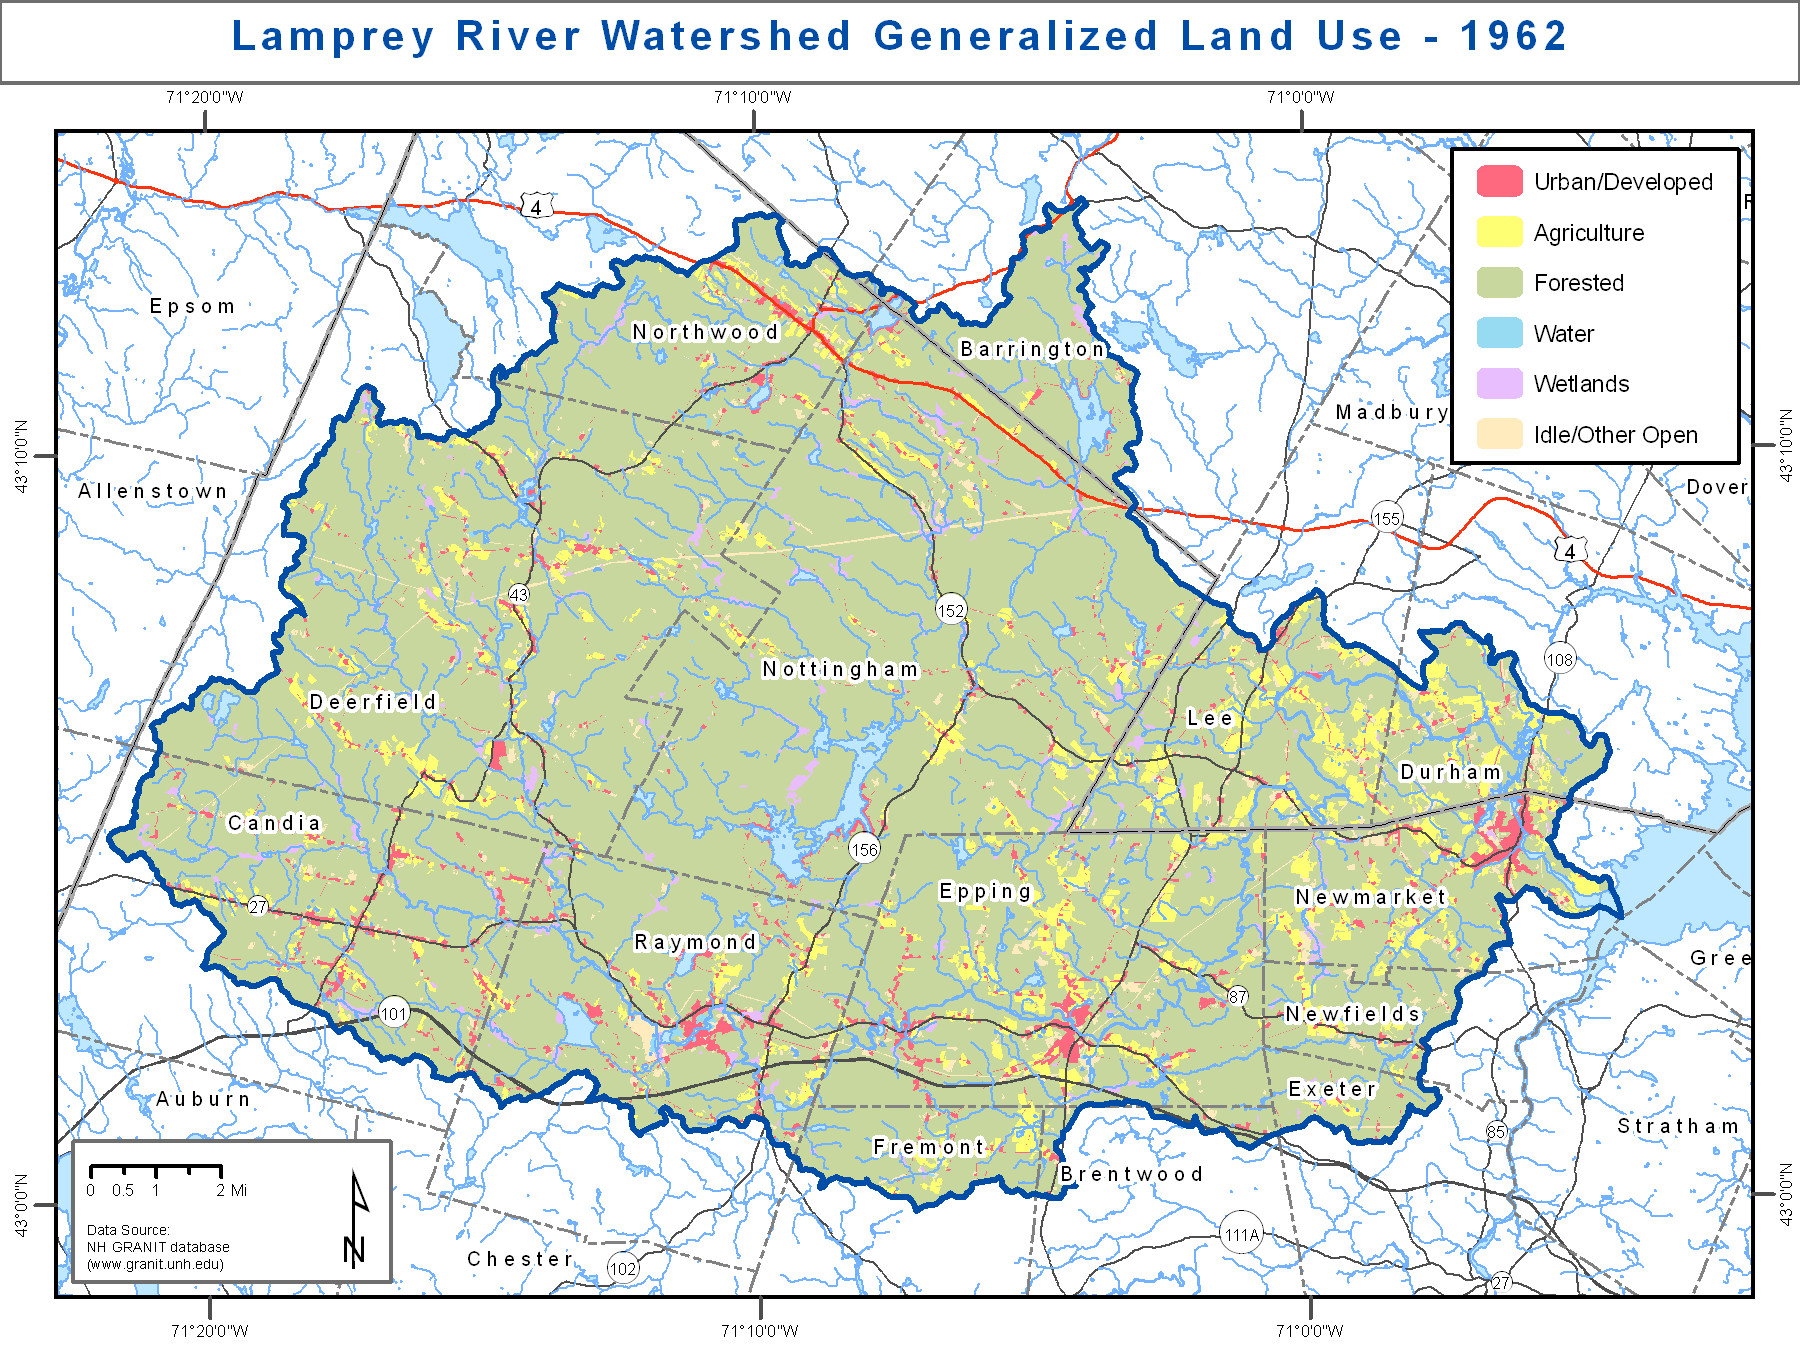 Lamprey River Watershed Generalized Land Use - 1962
71°20'0"W
71°10'0"W
71°0'0"W
Urban/Developed
Agriculture
Forested
Water
Wetlands
Idle/Other Open
4
Epsom
Northwood
Barrington
Madbury
43°10'0"N
43°10'0"N
Allenstown
Dover
155
4
43
152
108
Nottingham
Deerfield
Lee
Durham
Candia
156
Epping
Newmarket
27
Raymond
Gree
87
101
Newfields
Exeter
Auburn
85
Stratham
Fremont
Brentwood
43°0'0"N
43°0'0"N
0 0.5 1 2 Mi
Data Source:
NH GRANIT database
(www.granit.unh.edu)
N
111A
Chester
102
27
71°20'0"W
71°10'0"W
71°0'0"W